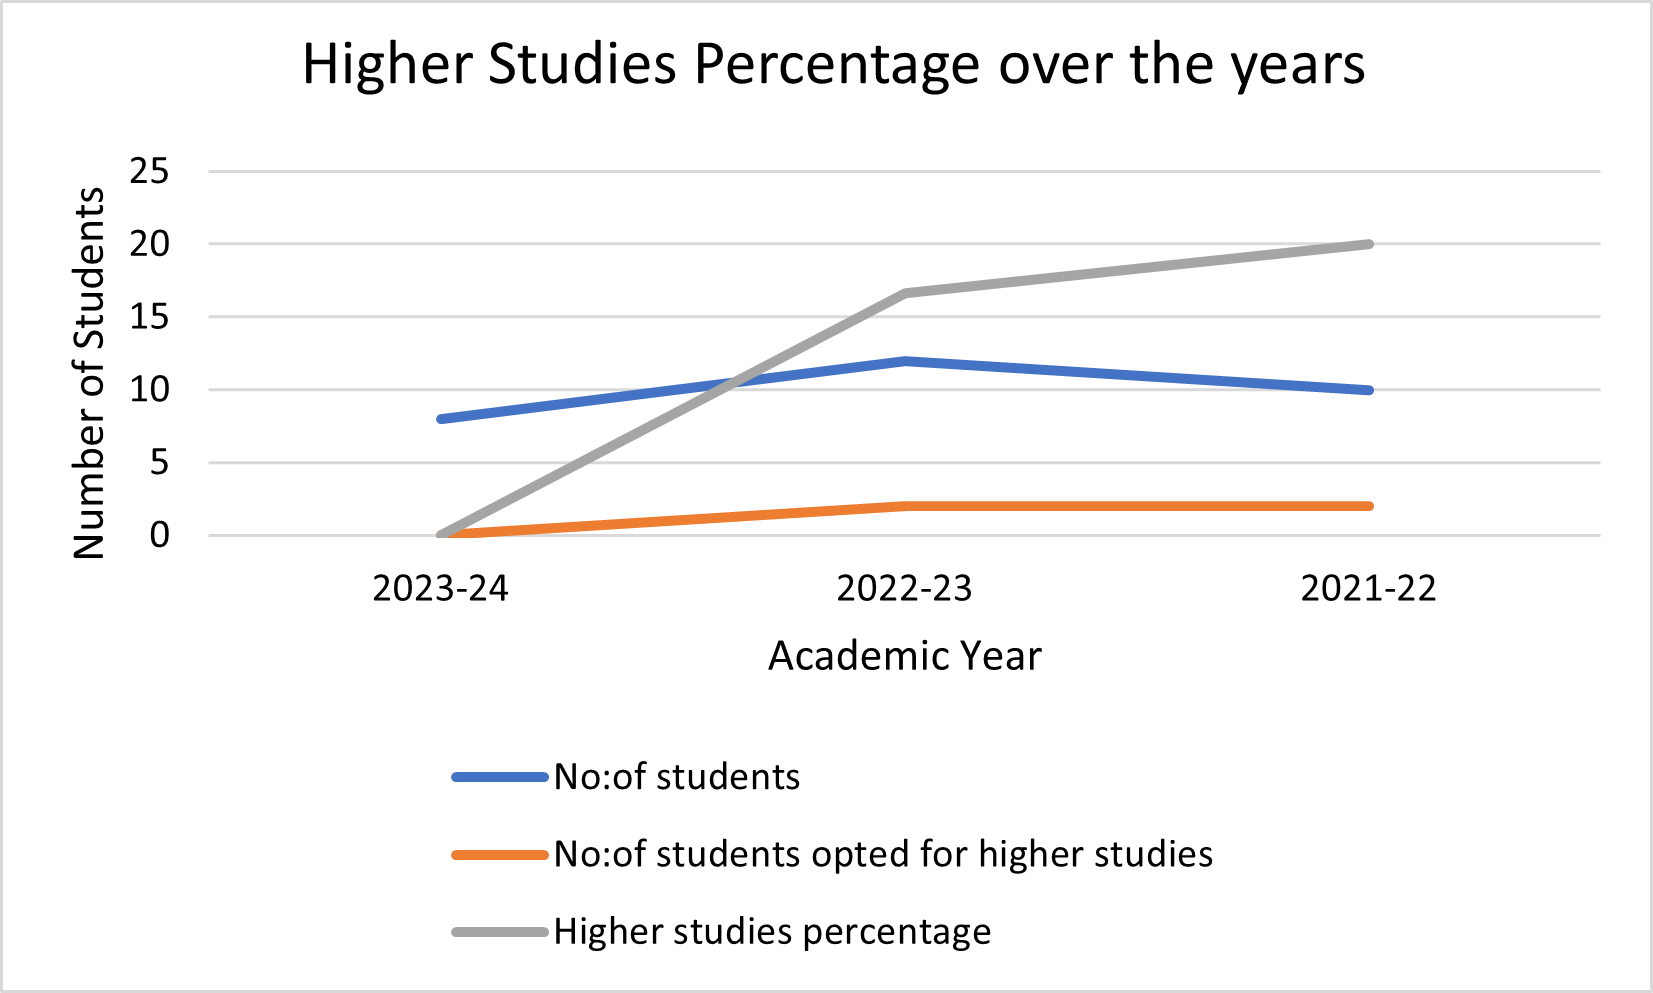 Higher Studies Percentage over the years
Number of Students
25
20
15
10
5
0
2023-24 2022-23 2021-22
Academic Year
No:of students
No:of students opted for higher studies
Higher studies percentage